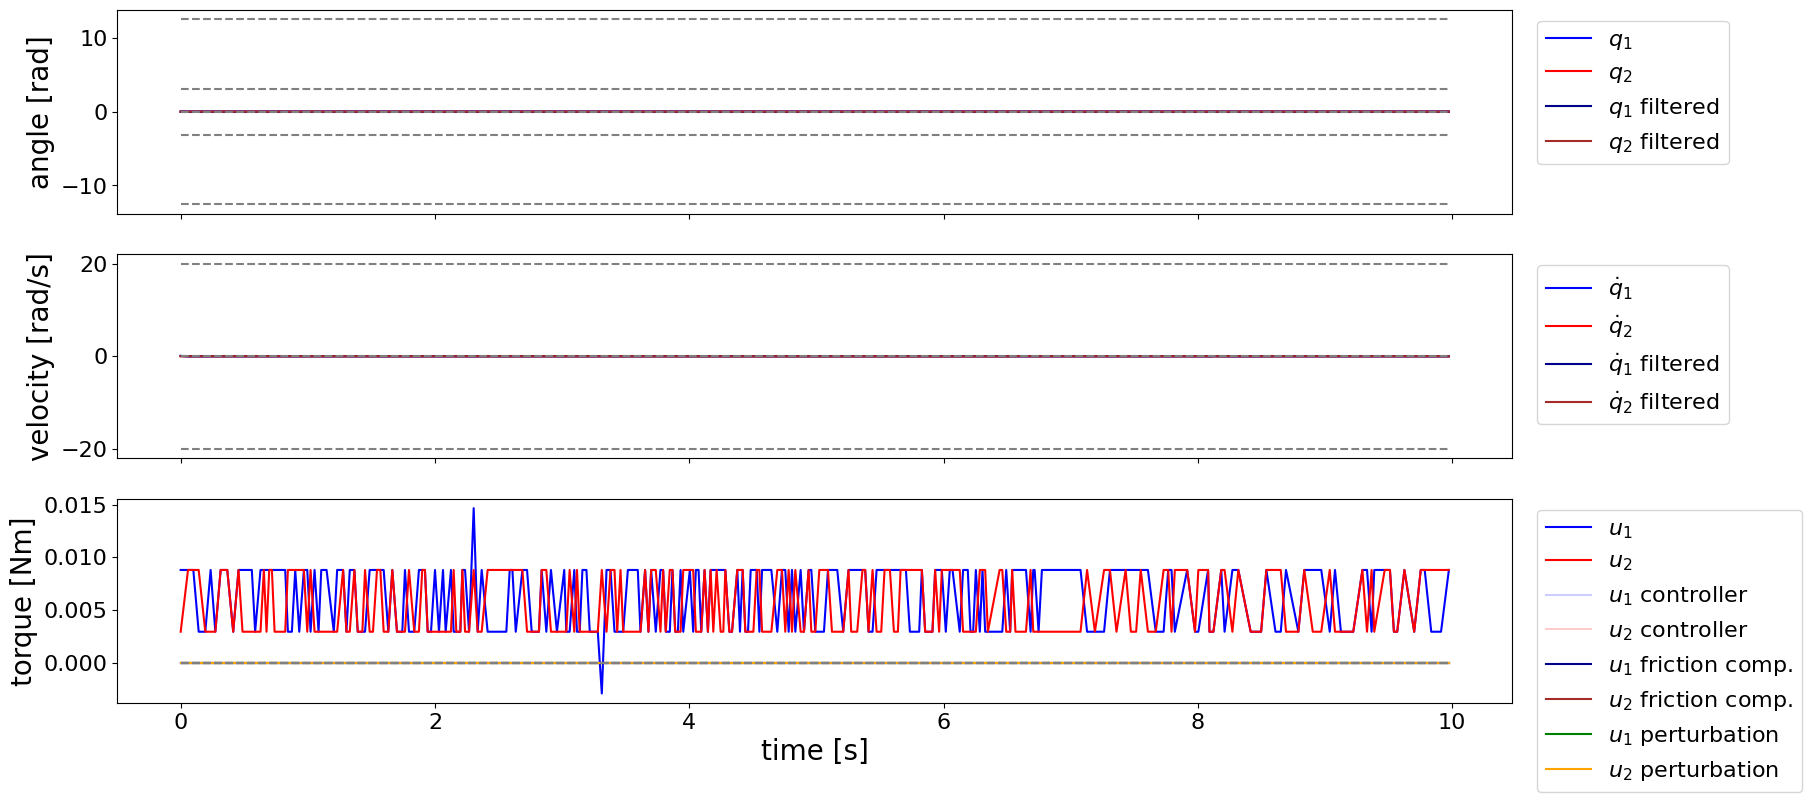 angle [rad]
10
0
−10
q₁
q₂
q₁ filtered
q₂ filtered
velocity [rad/s]
20
0
−20
q̇₁
q̇₂
q̇₁ filtered
q̇₂ filtered
torque [Nm]
0.015
0.010
0.005
0.000
0 2 4 6 8 10
time [s]
u₁
u₂
u₁ controller
u₂ controller
u₁ friction comp.
u₂ friction comp.
u₁ perturbation
u₂ perturbation